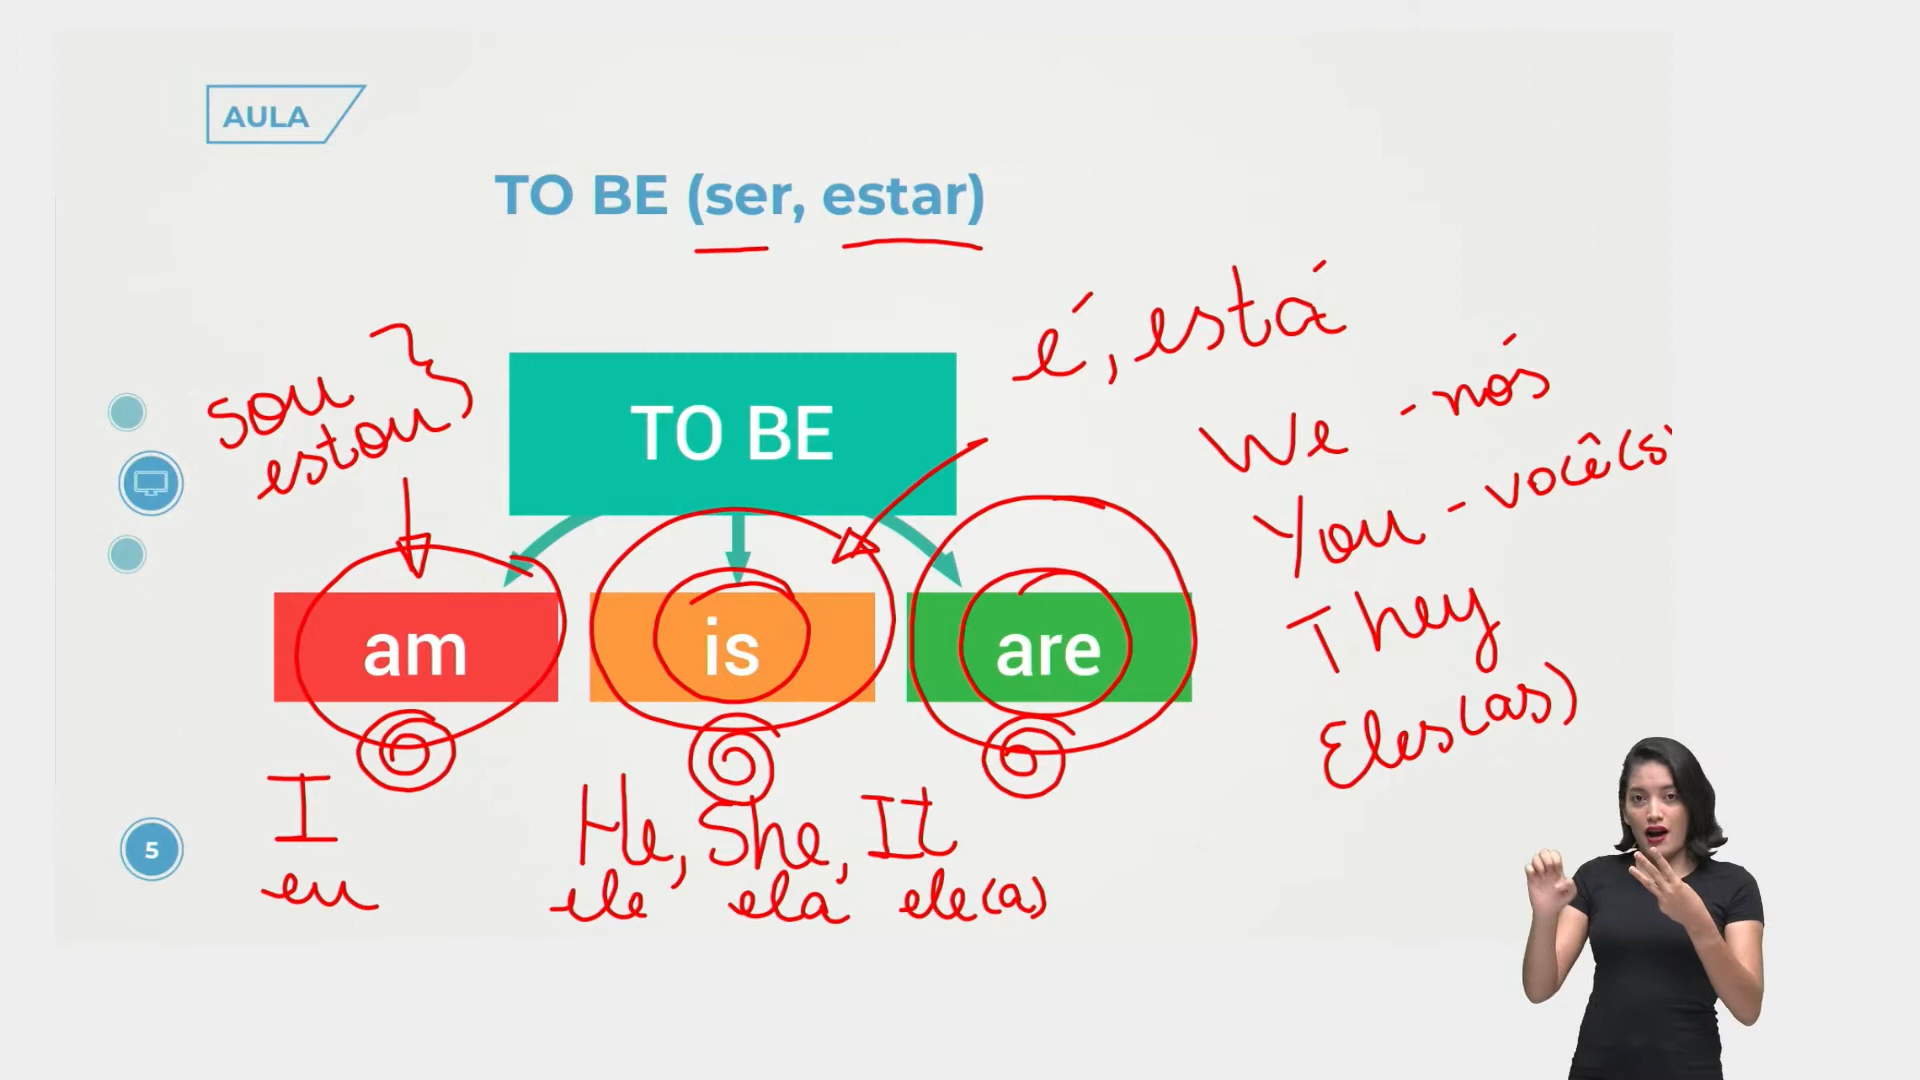 AULA
TO BE (ser, estar)
é, está
sou
estou
TO BE
We - nós
You - você(s)
They
Eles(as)
am
is
are
I
He, She, It
eu
ele ela ele(a)
5